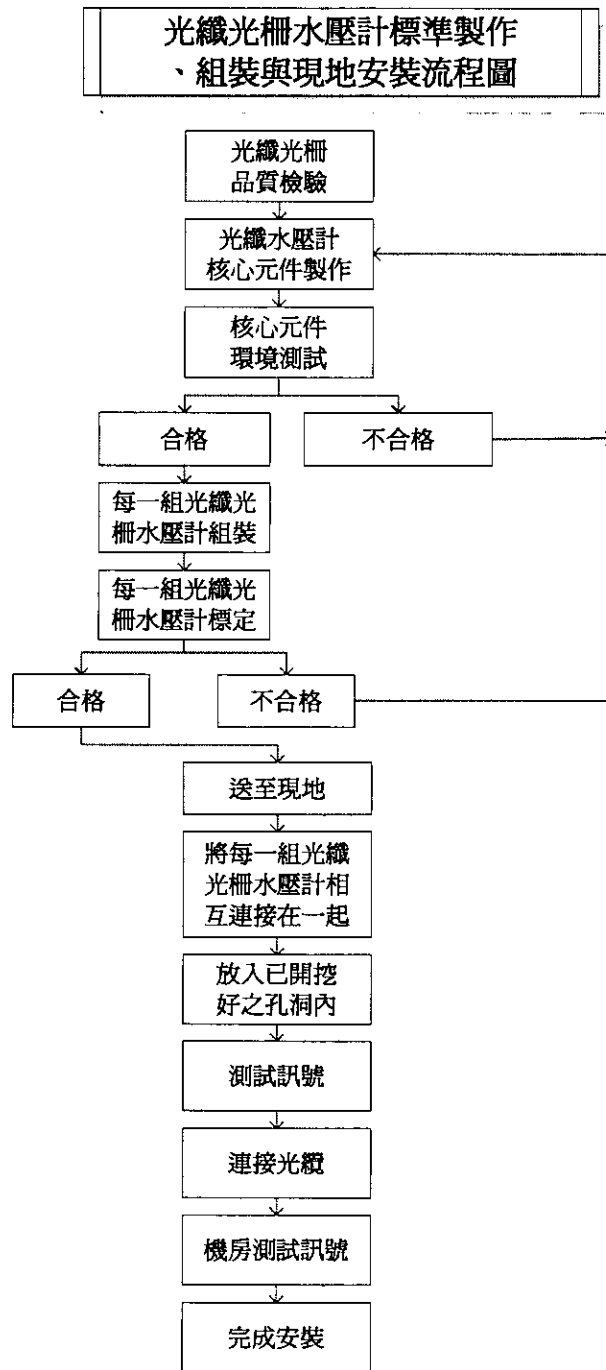 光纖光柵水壓計標準製作
、組裝與現地安裝流程圖
光纖光柵
品質檢驗
光纖水壓計
核心元件製作
核心元件
環境測試
合格
不合格
每一組光纖光
柵水壓計組裝
每一組光纖光
柵水壓計標定
合格
不合格
送至現地
將每一組光纖
光柵水壓計相
互連接在一起
放入已開挖
好之孔洞內
測試訊號
連接光纜
機房測試訊號
完成安裝